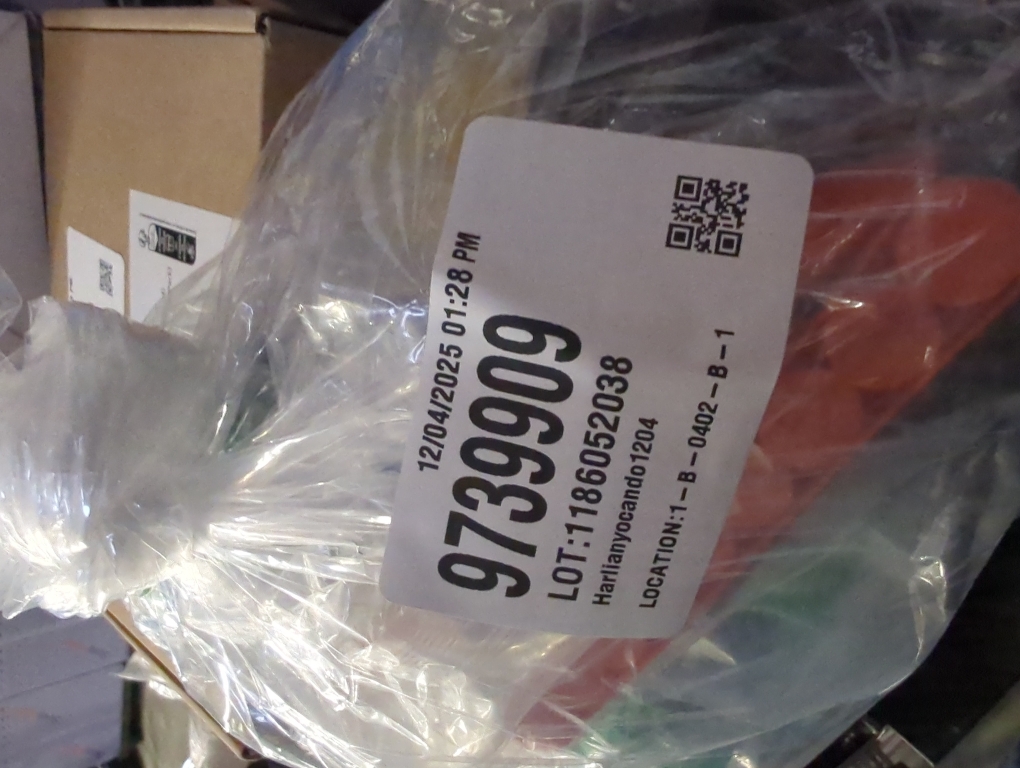 12/04/2025 01:28 PM
9739909
LOT:1186052038
Harlianyocando1204
LOCATION:1-B-0402-B-1